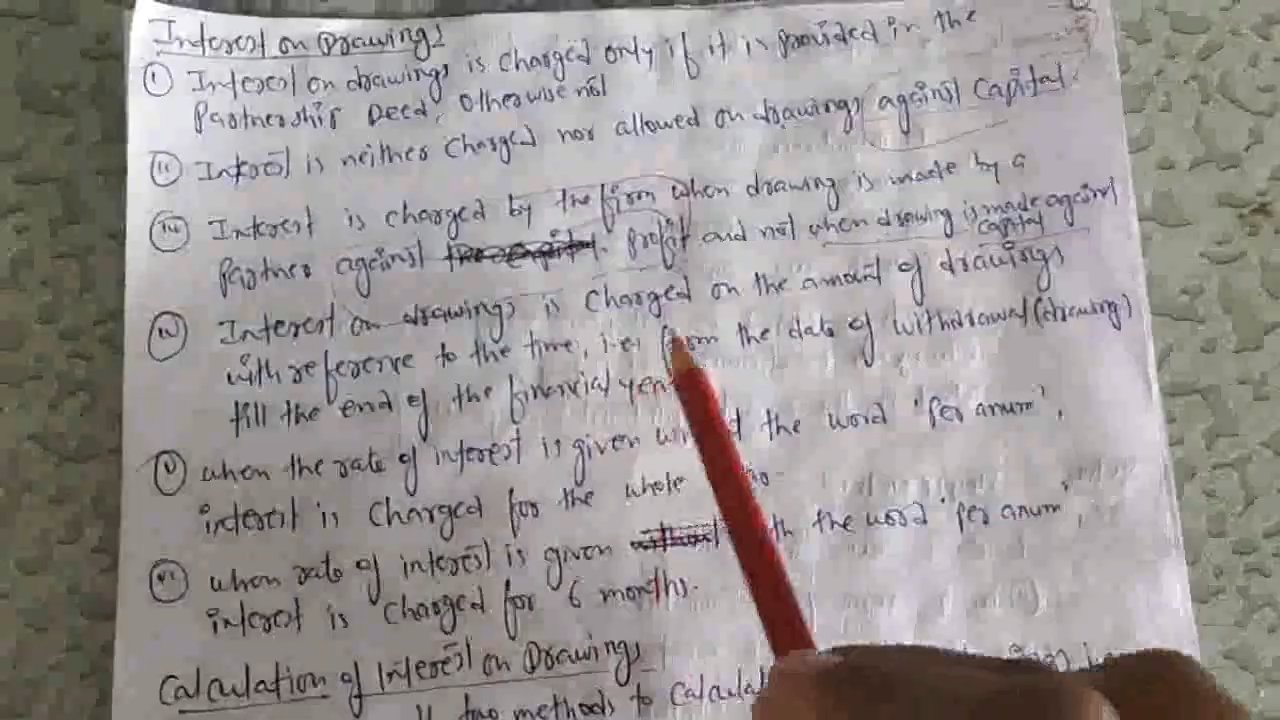 Interest on Drawings
(i) Interest on drawings is charged only if it is provided in the
Partnership Deed, otherwise not
(ii) Interest is neither charged nor allowed on drawings against capital.
(iii) Interest is charged by the firm when drawing is made by a
Partner against profit and not when drawing is made against
capital
(iv) Interest on drawings is charged on the amount of drawings
with reference to the time, i.e. from the date of withdrawal (drawing)
till the end of the financial
(v) when the rate of interest is given the word 'Per anum',
interest is charged for the whole
(vi) when rate of interest is given the word 'Per anum',
interest is charged for 6 months.
Calculation of Interest on Drawings
two methods to